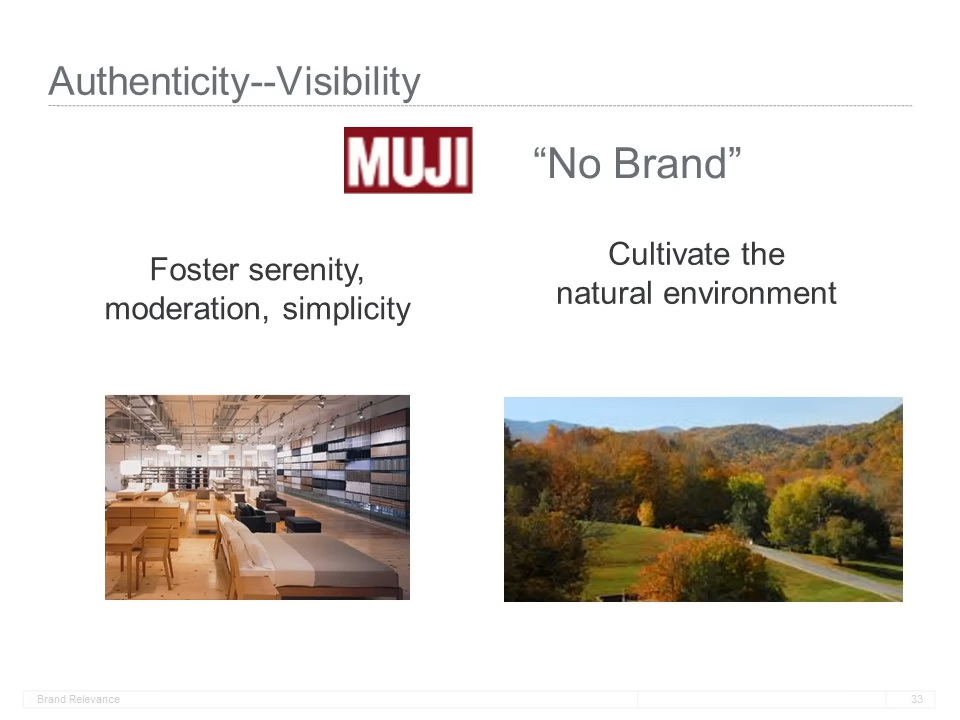 Authenticity--Visibility
MUJI
“No Brand”
Foster serenity,
moderation, simplicity
Cultivate the
natural environment
Brand Relevance
33